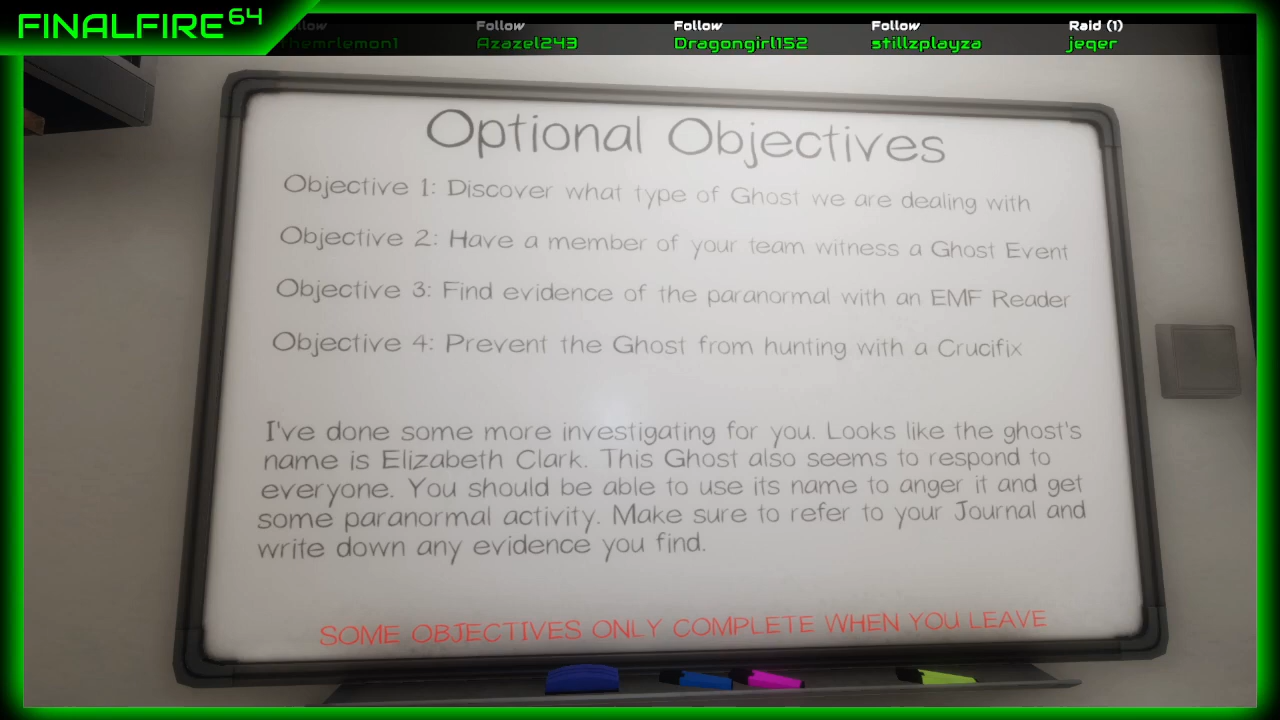 FINALFIRE64
Follow
Follow
Follow
Raid (1)
Azazel243
Dragongirl152
stillzplayza
jeqer
Optional Objectives
Objective 1: Discover what type of Ghost we are dealing with
Objective 2: Have a member of your team witness a Ghost Event
Objective 3: Find evidence of the paranormal with an EMF Reader
Objective 4: Prevent the Ghost from hunting with a Crucifix
I've done some more investigating for you. Looks like the ghost's
name is Elizabeth Clark. This Ghost also seems to respond to
everyone. You should be able to use its name to anger it and get
some paranormal activity. Make sure to refer to your Journal and
write down any evidence you find.
SOME OBJECTIVES ONLY COMPLETE WHEN YOU LEAVE